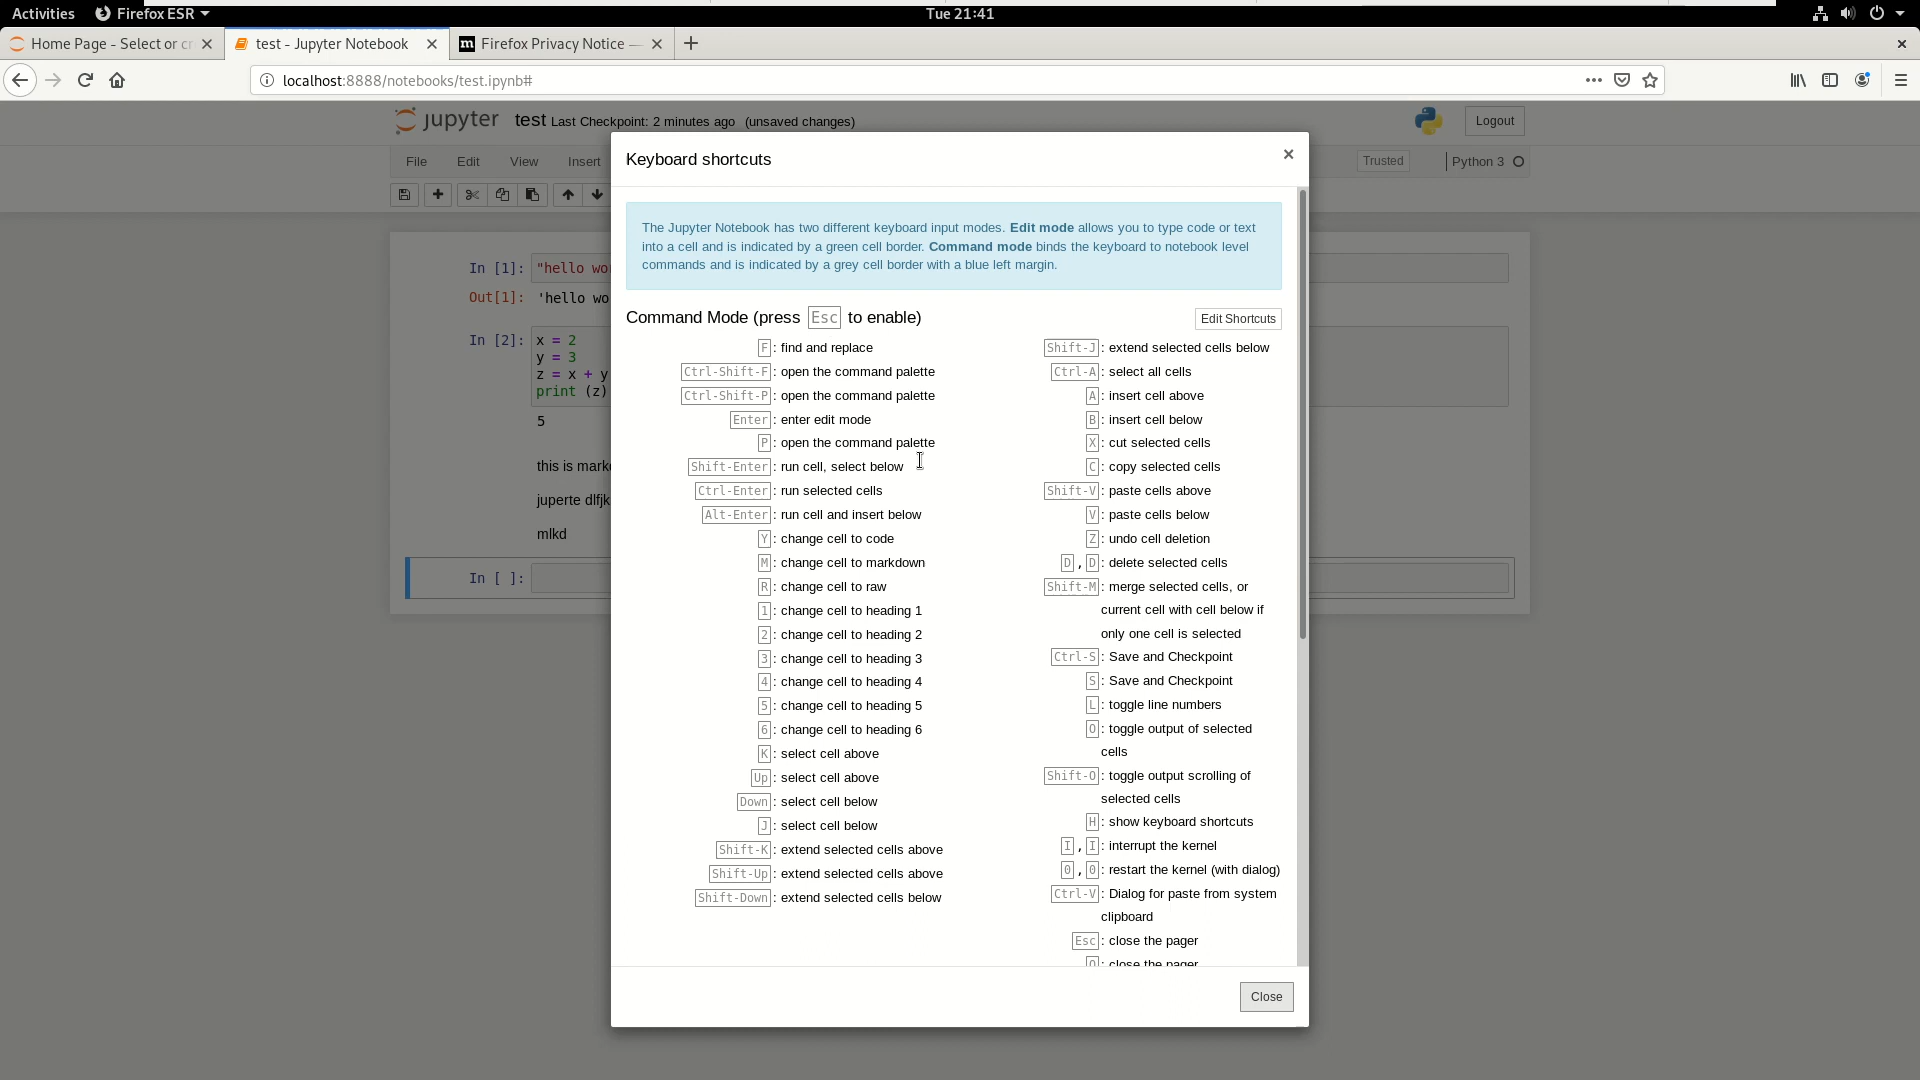 Activities Firefox ESR Tue 21:41
Home Page - Select or cr test - Jupyter Notebook Firefox Privacy Notice —
localhost:8888/notebooks/test.ipynb#
jupyter test Last Checkpoint: 2 minutes ago (unsaved changes) Logout
File Edit View Insert Trusted Python 3
Keyboard shortcuts
The Jupyter Notebook has two different keyboard input modes. Edit mode allows you to type code or text
into a cell and is indicated by a green cell border. Command mode binds the keyboard to notebook level
commands and is indicated by a grey cell border with a blue left margin.
Command Mode (press Esc to enable) Edit Shortcuts
F : find and replace
Ctrl-Shift-F : open the command palette
Ctrl-Shift-P : open the command palette
Enter : enter edit mode
P : open the command palette
Shift-Enter : run cell, select below
Ctrl-Enter : run selected cells
Alt-Enter : run cell and insert below
Y : change cell to code
M : change cell to markdown
R : change cell to raw
1 : change cell to heading 1
2 : change cell to heading 2
3 : change cell to heading 3
4 : change cell to heading 4
5 : change cell to heading 5
6 : change cell to heading 6
K : select cell above
Up : select cell above
Down : select cell below
J : select cell below
Shift-K : extend selected cells above
Shift-Up : extend selected cells above
Shift-Down : extend selected cells below
Shift-J : extend selected cells below
Ctrl-A : select all cells
A : insert cell above
B : insert cell below
X : cut selected cells
C : copy selected cells
Shift-V : paste cells above
V : paste cells below
Z : undo cell deletion
D , D : delete selected cells
Shift-M : merge selected cells, or
current cell with cell below if
only one cell is selected
Ctrl-S : Save and Checkpoint
S : Save and Checkpoint
L : toggle line numbers
O : toggle output of selected
cells
Shift-O : toggle output scrolling of
selected cells
H : show keyboard shortcuts
I , I : interrupt the kernel
0 , 0 : restart the kernel (with dialog)
Ctrl-V : Dialog for paste from system
clipboard
Esc : close the pager
Q : close the pager
Close
In [1]: "hello wo
Out[1]: 'hello wo
In [2]: x = 2
y = 3
z = x + y
print (z)
5
this is mark
juperte dlfjk
mlkd
In [ ]: